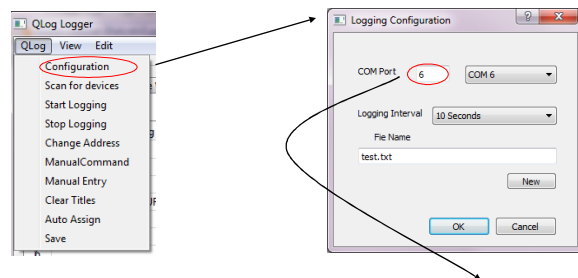 QLog Logger
QLog View Edit
Configuration
Scan for devices
Start Logging
Stop Logging
Change Address
ManualCommand
Manual Entry
Clear Titles
Auto Assign
Save
Logging Configuration
COM Port 6 COM 6
Logging Interval 10 Seconds
Fie Name
test.txt
New
OK Cancel